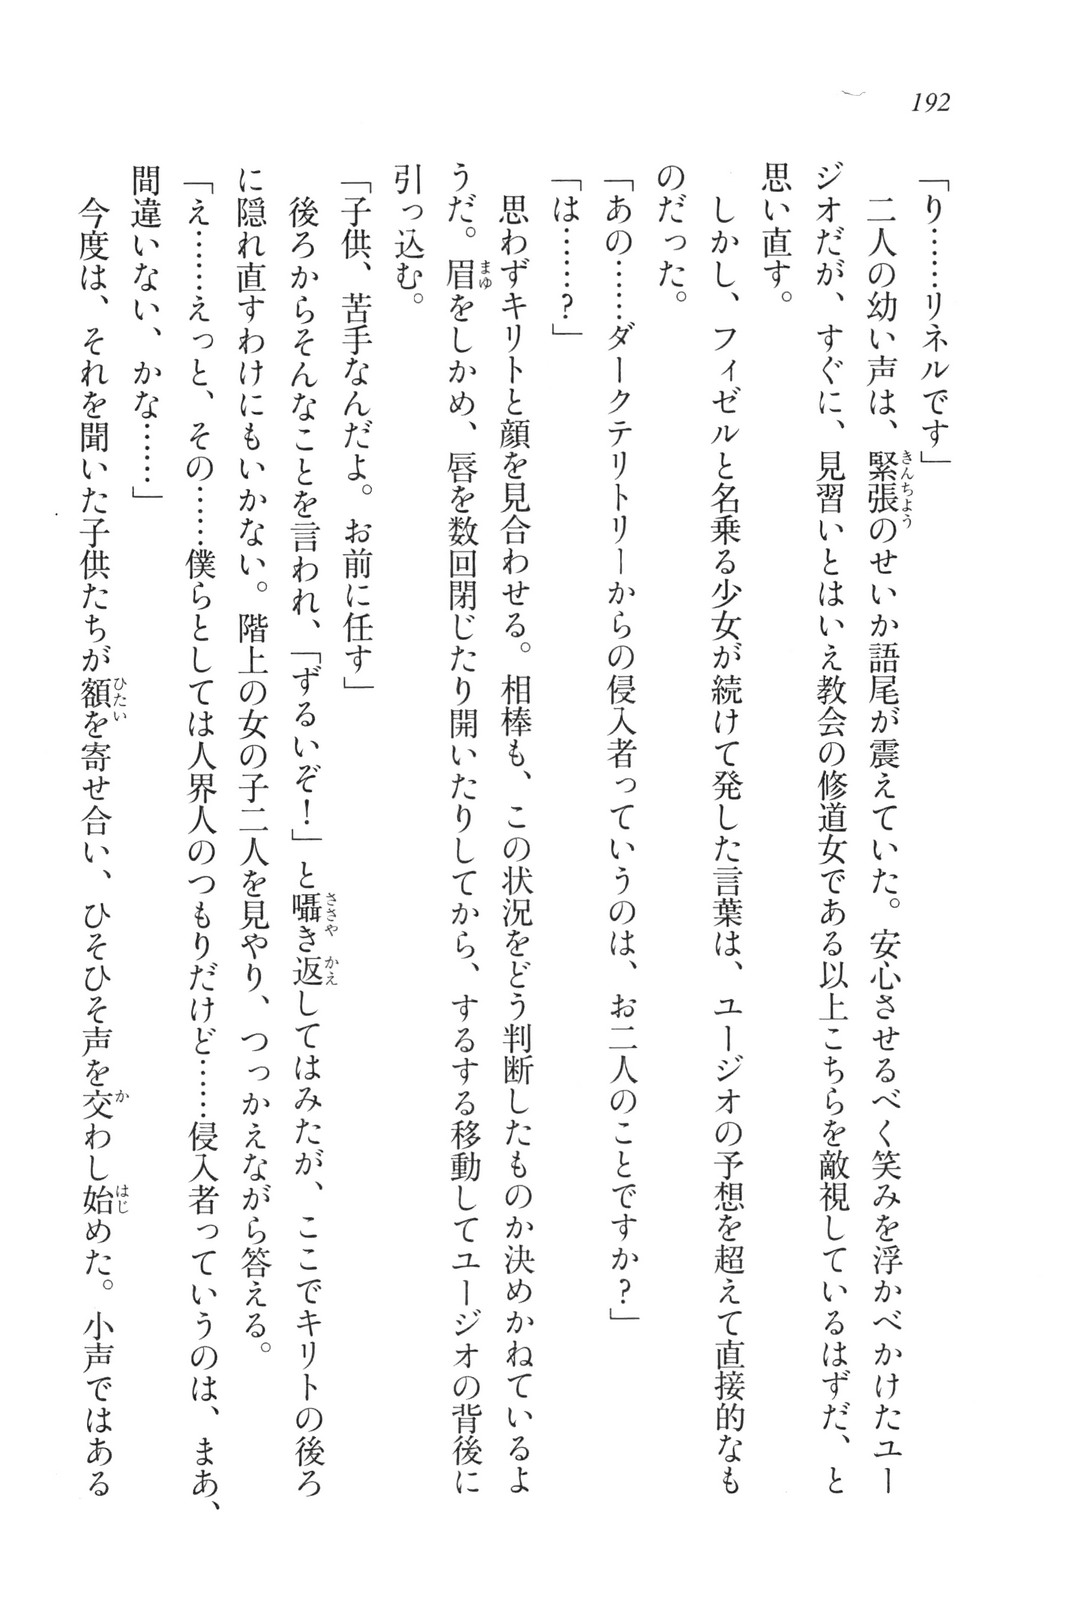 192
「り……リネルです」
　二人の幼い声は、緊張のせいか語尾が震えていた。安心させるべく笑みを浮かべかけたユー
ジオだが、すぐに、見習いとはいえ教会の修道女である以上こちらを敵視しているはずだ、と
思い直す。
　しかし、フィゼルと名乗る少女が続けて発した言葉は、ユージオの予想を超えて直接的なも
のだった。
「あの……ダークテリトリーからの侵入者っていうのは、お二人のことですか？」
「は……？」
　思わずキリトと顔を見合わせる。相棒も、この状況をどう判断したものか決めかねているよ
うだ。眉をしかめ、唇を数回閉じたり開いたりしてから、するする移動してユージオの背後に
引っ込む。
「子供、苦手なんだよ。お前に任す」
　後ろからそんなことを言われ、「ずるいぞ！」と囁き返してはみたが、ここでキリトの後ろ
に隠れ直すわけにもいかない。階上の女の子二人を見やり、つっかえながら答える。
「え……えっと、その……僕らとしては人界人のつもりだけど……侵入者っていうのは、まあ、
間違いない、かな……」
　今度は、それを聞いた子供たちが額を寄せ合い、ひそひそ声を交わし始めた。小声ではある